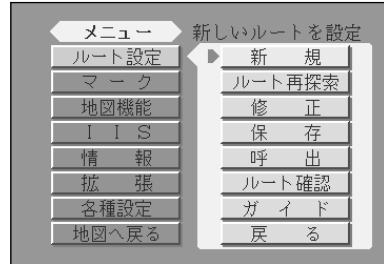 メニュー
新しいルートを設定
ルート設定
マーク
地図機能
IIS
情報
拡張
各種設定
地図へ戻る
新規
ルート再探索
修正
保存
呼出
ルート確認
ガイド
戻る